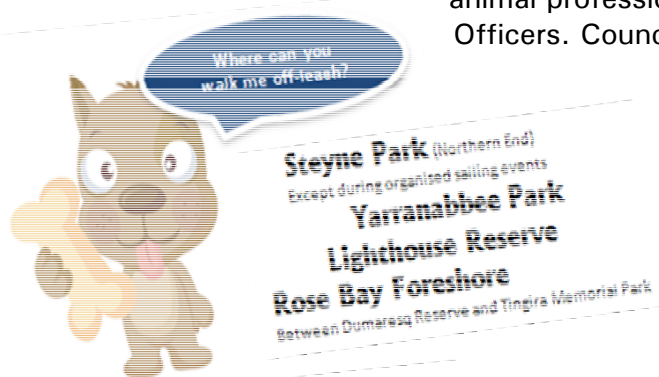 animal profession
Officers. Counc
Where can you
walk me off-leash?
Steyne Park (Northern End)
Except during organised sailing events
Yarranabbee Park
Lighthouse Reserve
Rose Bay Foreshore
Between Dumaresq Reserve and Tingira Memorial Park